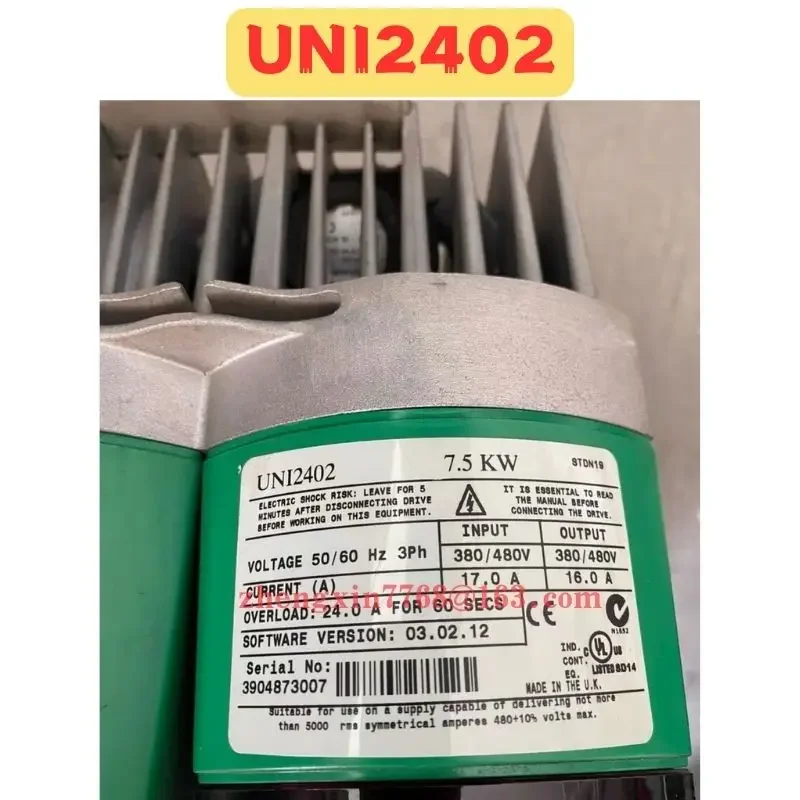 UNI2402
UNI2402 7.5 KW STDN19
ELECTRIC SHOCK RISK: LEAVE FOR 5
MINUTES AFTER DISCONNECTING DRIVE
BEFORE WORKING ON THIS EQUIPMENT.
IT IS ESSENTIAL TO READ
THE MANUAL BEFORE
CONNECTING THE DRIVE.
INPUT OUTPUT
VOLTAGE 50/60 Hz 3Ph 380/480V 380/480V
CURRENT (A) 17.0 A 16.0 A
zhengxin7768@163.com
OVERLOAD: 24.0 A FOR 60 SECS
SOFTWARE VERSION: 03.02.12
CE
N1652
IND.
CONT.
EQ.
C UL US
LISTED 8D14
Serial No:
3904873007
MADE IN THE U.K.
Suitable for use on a supply capable of delivering not more
than 5000 rms symmetrical amperes 480+10% volts max.